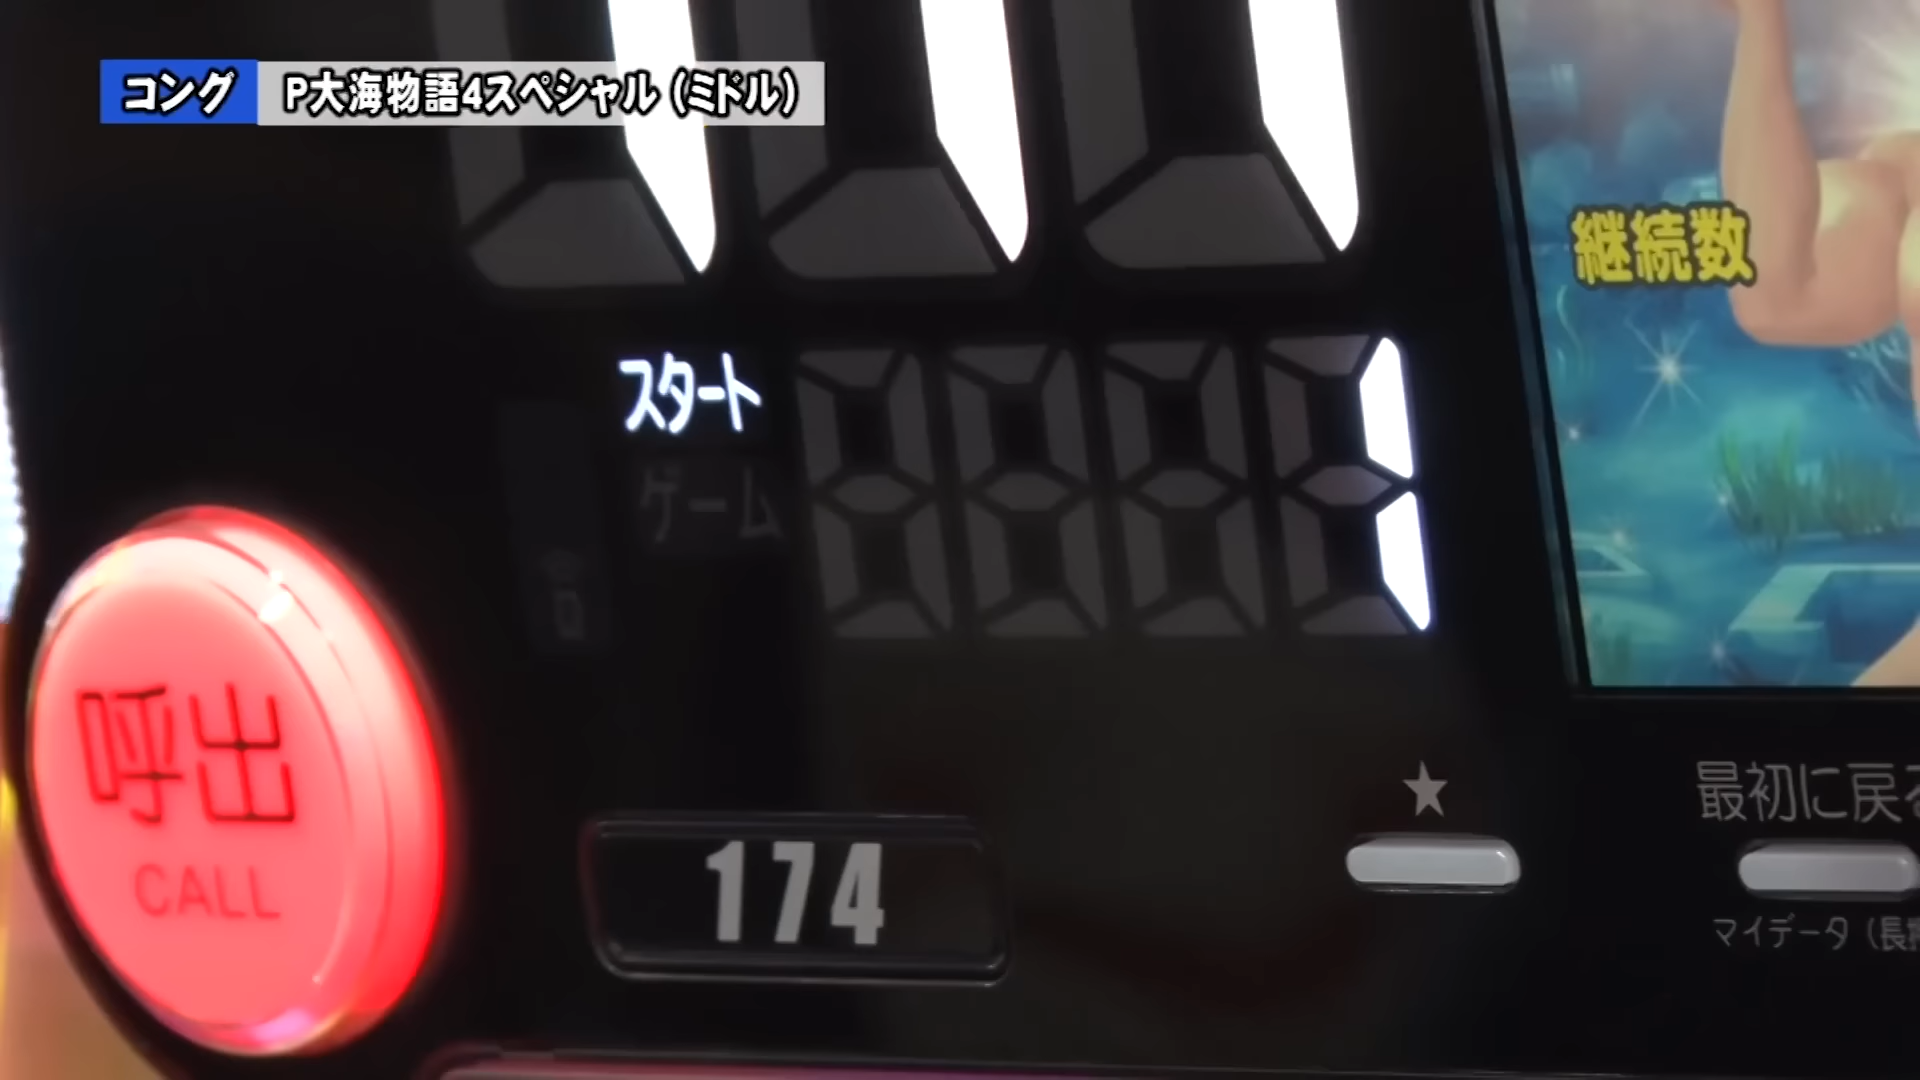 コング P大海物語4スペシャル（ミドル）
継続数
スタート 1
ゲーム
呼出
CALL
174
★
最初に戻る
マイデータ（長